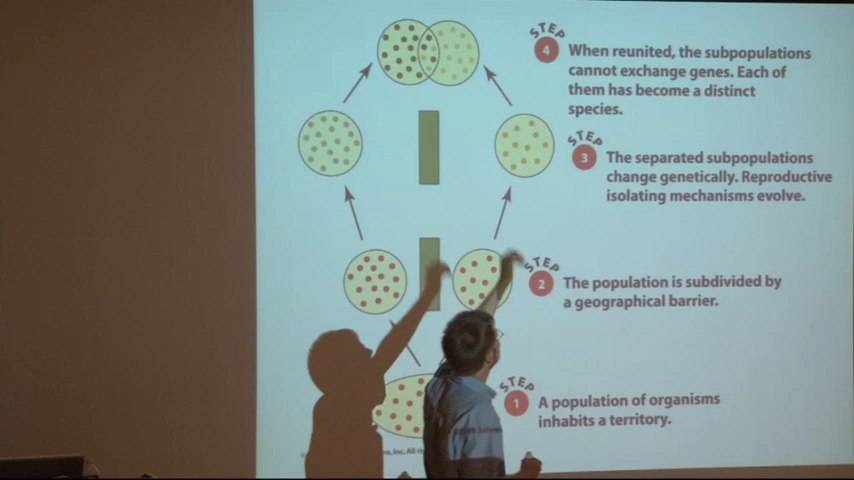 STEP
4
When reunited, the subpopulations
cannot exchange genes. Each of
them has become a distinct
species.
STEP
3
The separated subpopulations
change genetically. Reproductive
isolating mechanisms evolve.
STEP
2
The population is subdivided by
a geographical barrier.
STEP
1
A population of organisms
inhabits a territory.
Inc. All